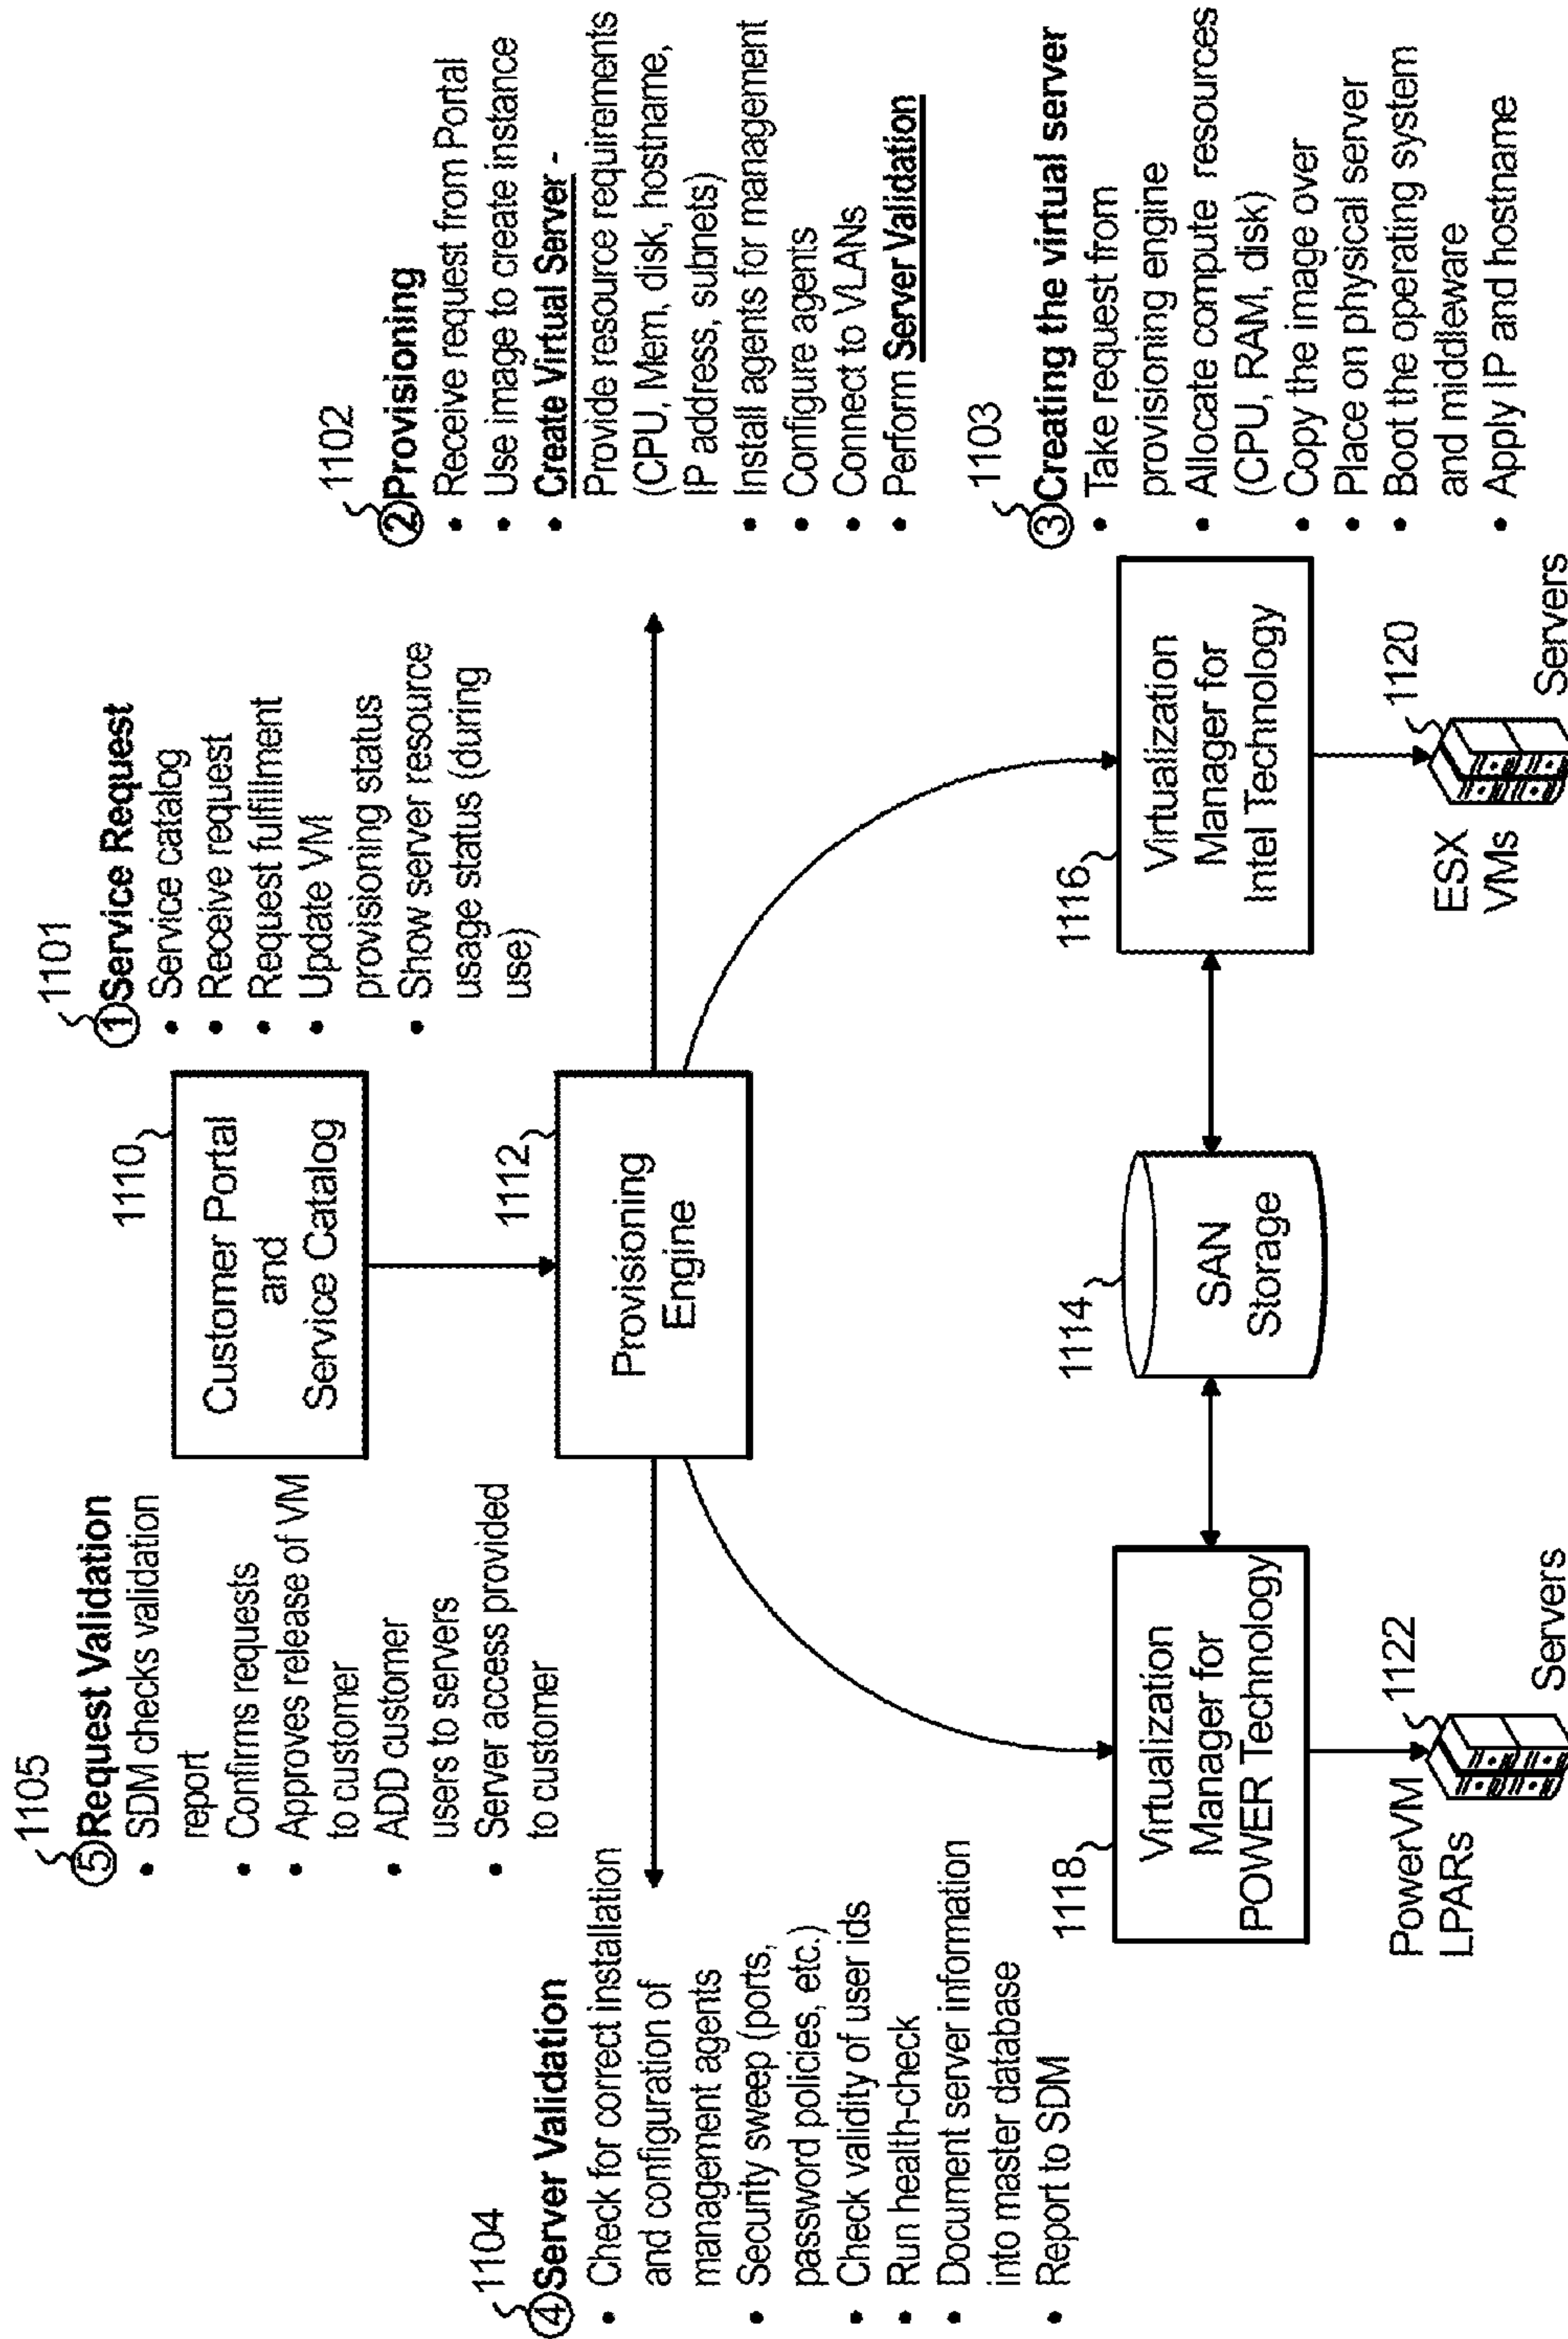 1105
⑤Request Validation
• SDM checks validation
report
• Confirms requests
• Approves release of VM
to customer
• ADD customer
users to servers
• Server access provided
to customer
1110
Customer Portal
and
Service Catalog
1101
①Service Request
• Service catalog
• Receive request
• Request fulfillment
• Update VM
provisioning status
• Show server resource
usage status (during
use)
1104
④Server Validation
• Check for correct installation
and configuration of
management agents
• Security sweep (ports,
password policies, etc.)
• Check validity of user ids
• Run health-check
• Document server information
into master database
• Report to SDM
1112
Provisioning
Engine
1102
②Provisioning
• Receive request from Portal
• Use image to create instance
• Create Virtual Server -
Provide resource requirements
(CPU, Mem, disk, hostname,
IP address, subnets)
• Install agents for management
• Configure agents
• Connect to VLANs
• Perform Server Validation
1118
Virtualization
Manager for
POWER Technology
1114
SAN
Storage
1116
Virtualization
Manager for
Intel Technology
1103
③Creating the virtual server
• Take request from
provisioning engine
• Allocate compute resources
(CPU, RAM, disk)
• Copy the image over
• Place on physical server
• Boot the operating system
and middleware
• Apply IP and hostname
PowerVM
LPARs
1122
Servers
ESX
VMs
1120
Servers